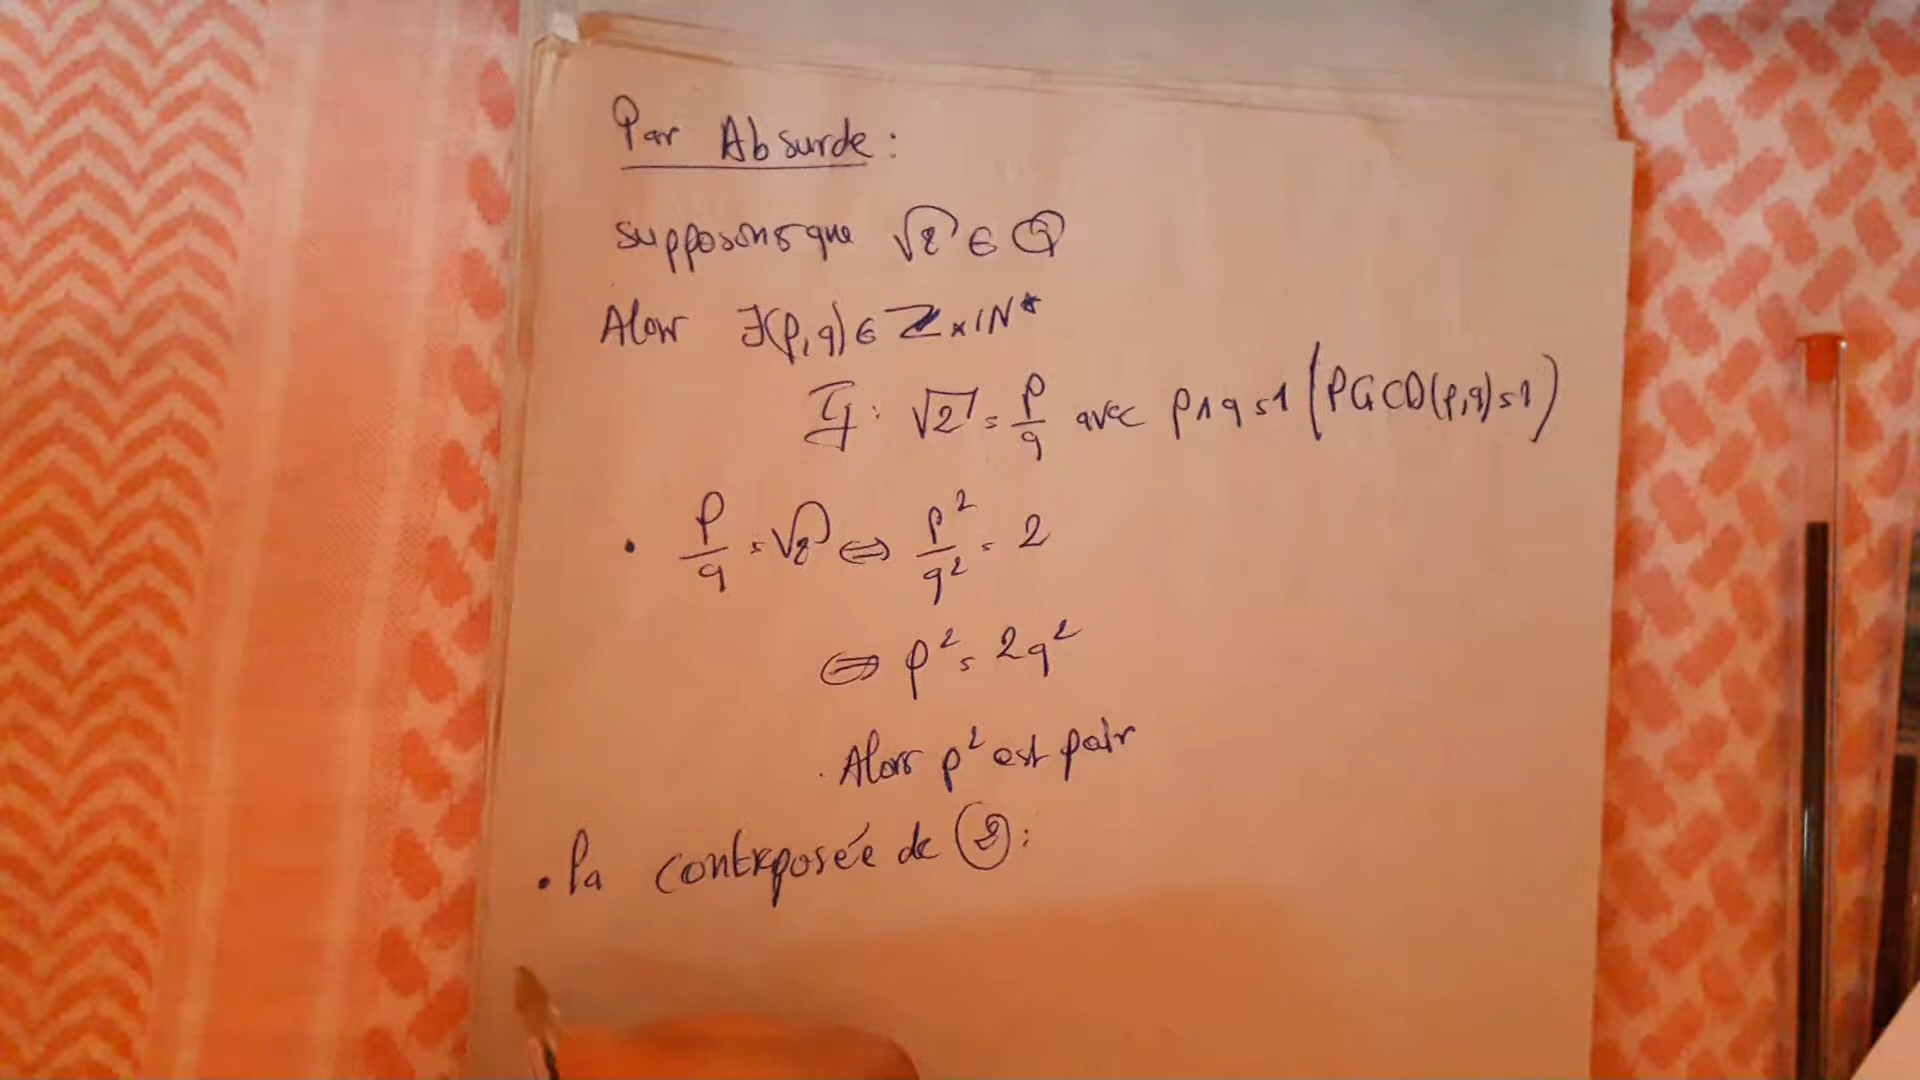 Par Absurde :
supposons que √2 ∈ ℚ
Alors ∃(p,q) ∈ ℤ × ℕ*
Tq : √2 = p/q avec p∧q=1 (PGCD(p,q)=1)
• p/q = √2 ⇔ p²/q² = 2
⇔ p² = 2q²
. Alors p² est pair
• la contraposée de ② :